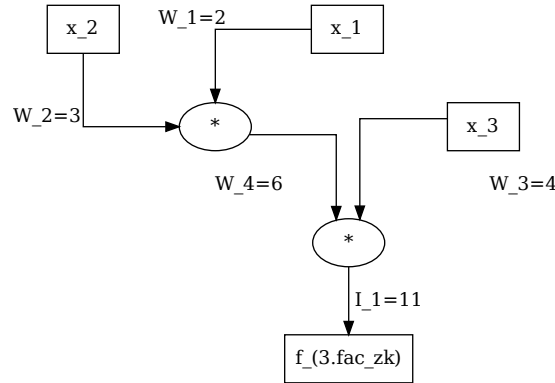 x_2
W_1=2
x_1
W_2=3
*
x_3
W_4=6
W_3=4
*
I_1=11
f_(3.fac_zk)